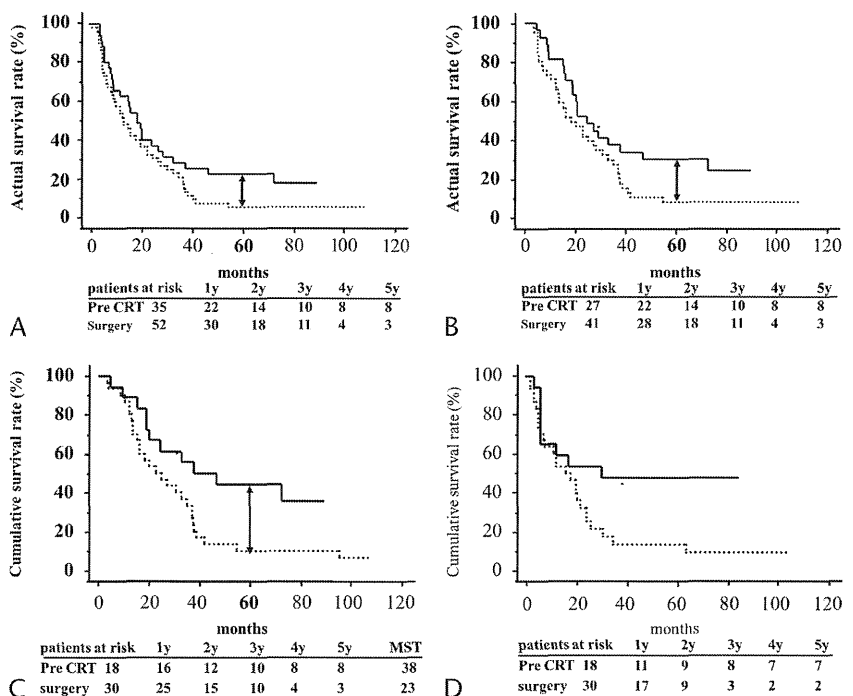 Actual survival rate (%)
100
80
60
40
20
0
0 20 40 60 80 100 120
months
patients at risk 1y 2y 3y 4y 5y
Pre CRT 35 22 14 10 8 8
Surgery 52 30 18 11 4 3
A
Actual survival rate (%)
100
80
60
40
20
0
0 20 40 60 80 100 120
months
patients at risk 1y 2y 3y 4y 5y
Pre CRT 27 22 14 10 8 8
Surgery 41 28 18 11 4 3
B
Cumulative survival rate (%)
100
80
60
40
20
0
0 20 40 60 80 100 120
months
patients at risk 1y 2y 3y 4y 5y MST
Pre CRT 18 16 12 10 8 8 38
surgery 30 25 15 10 4 3 23
C
Cumulative survival rate (%)
100
80
60
40
20
0
0 20 40 60 80 100 120
months
patients at risk 1y 2y 3y 4y 5y
Pre CRT 18 11 9 8 7 7
surgery 30 17 9 3 2 2
D